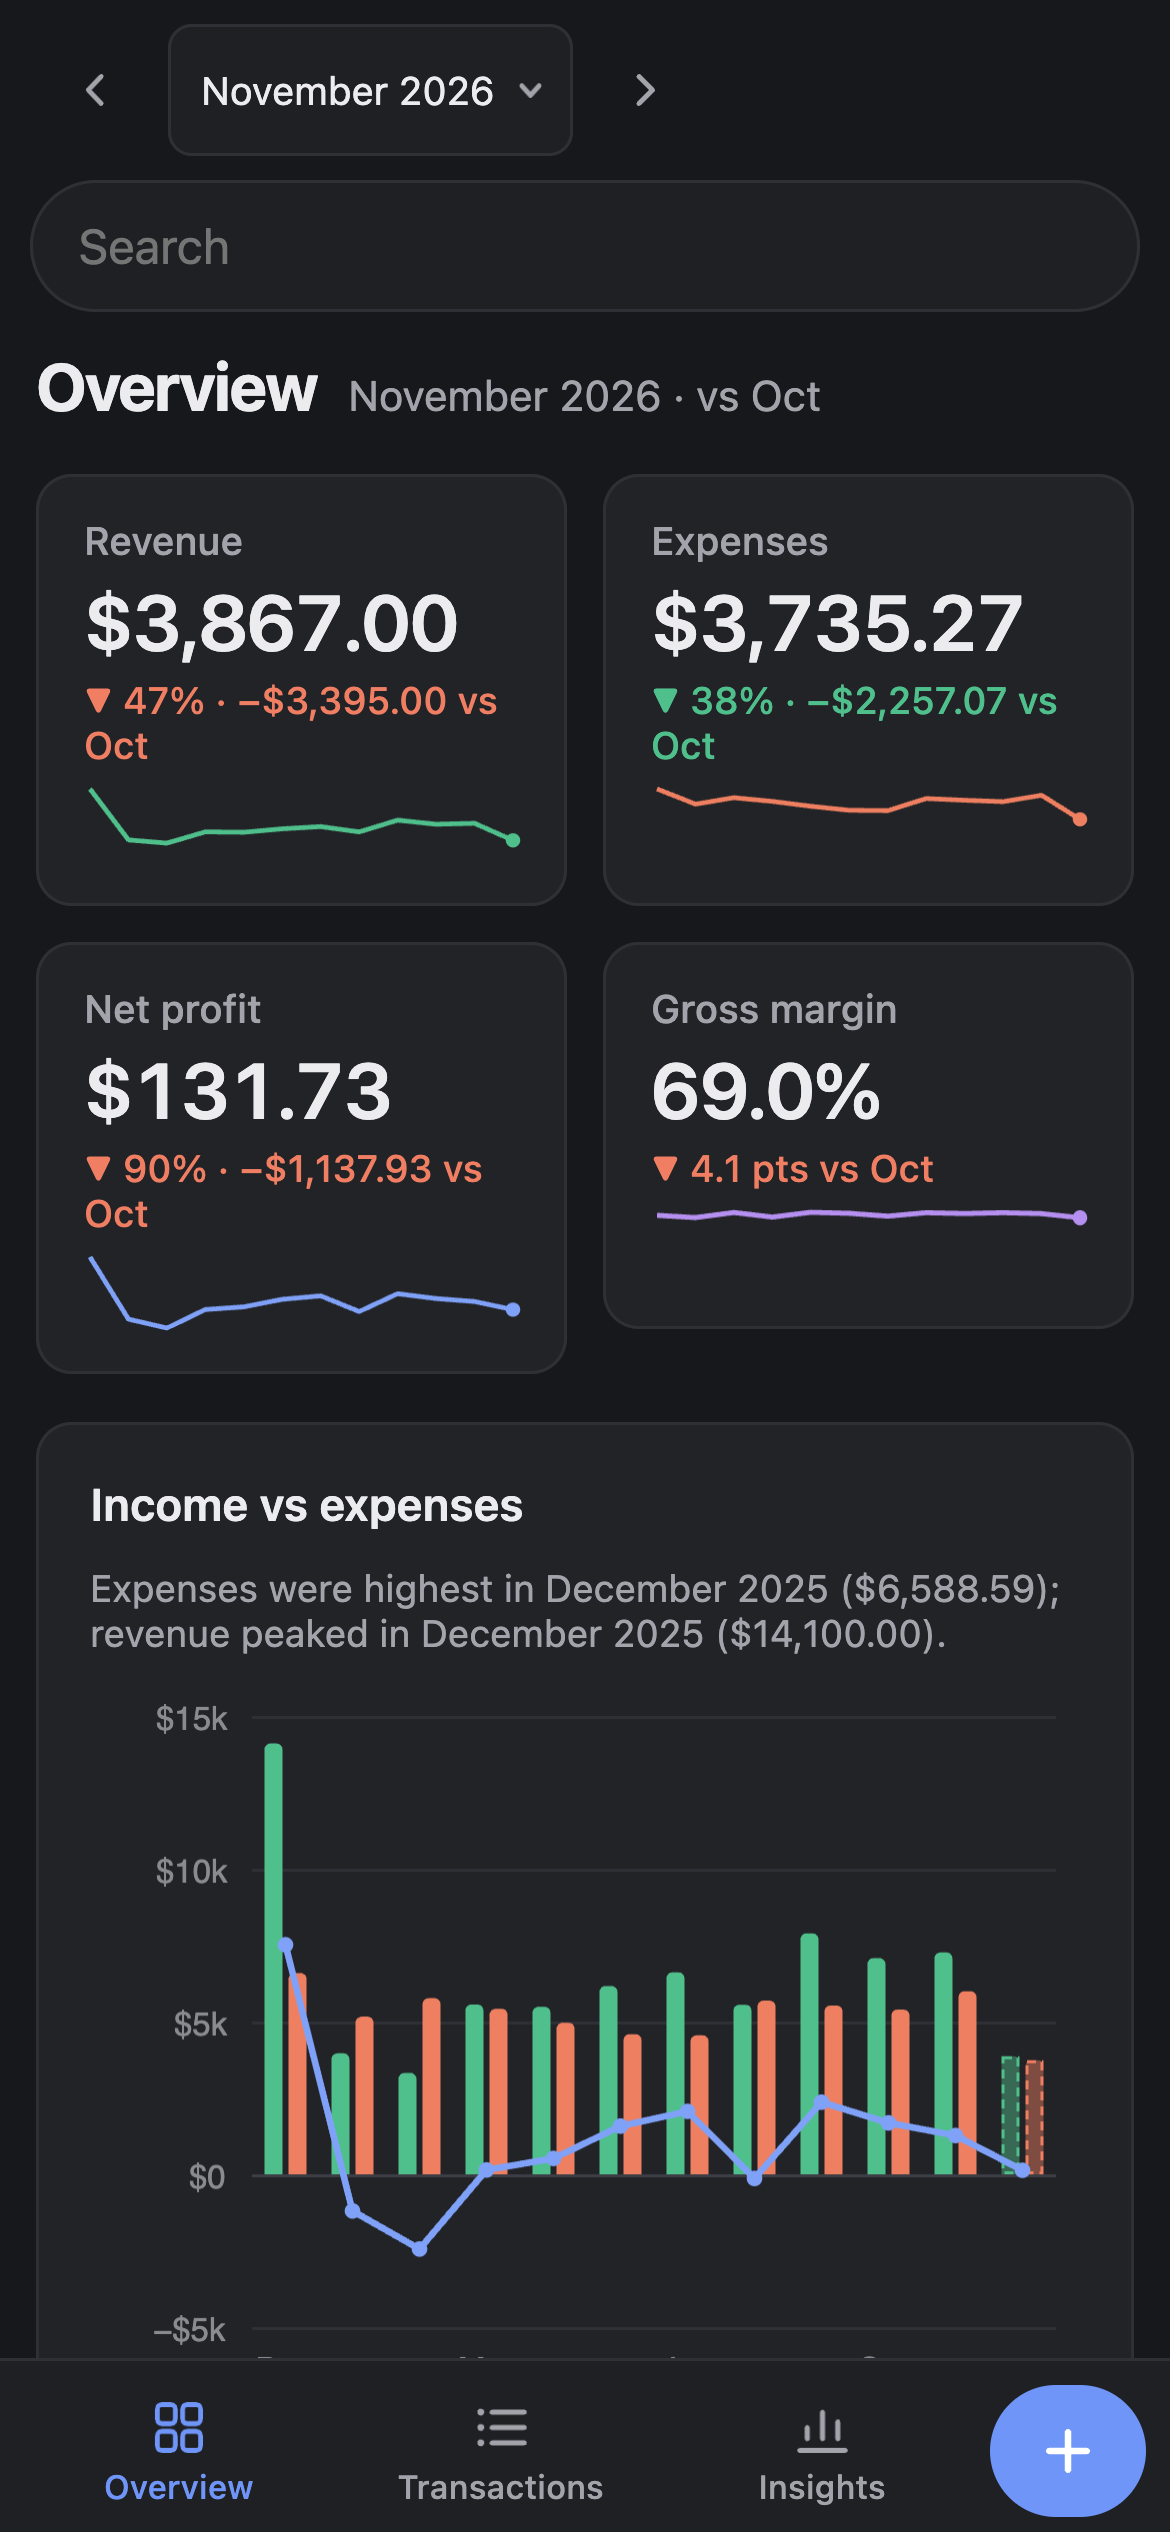 November 2026
Search
Overview November 2026 · vs Oct
Revenue
$3,867.00
▼ 47% · −$3,395.00 vs
Oct
Expenses
$3,735.27
▼ 38% · −$2,257.07 vs
Oct
Net profit
$131.73
▼ 90% · −$1,137.93 vs
Oct
Gross margin
69.0%
▼ 4.1 pts vs Oct
Income vs expenses
Expenses were highest in December 2025 ($6,588.59);
revenue peaked in December 2025 ($14,100.00).
$15k
$10k
$5k
$0
−$5k
Overview
Transactions
Insights